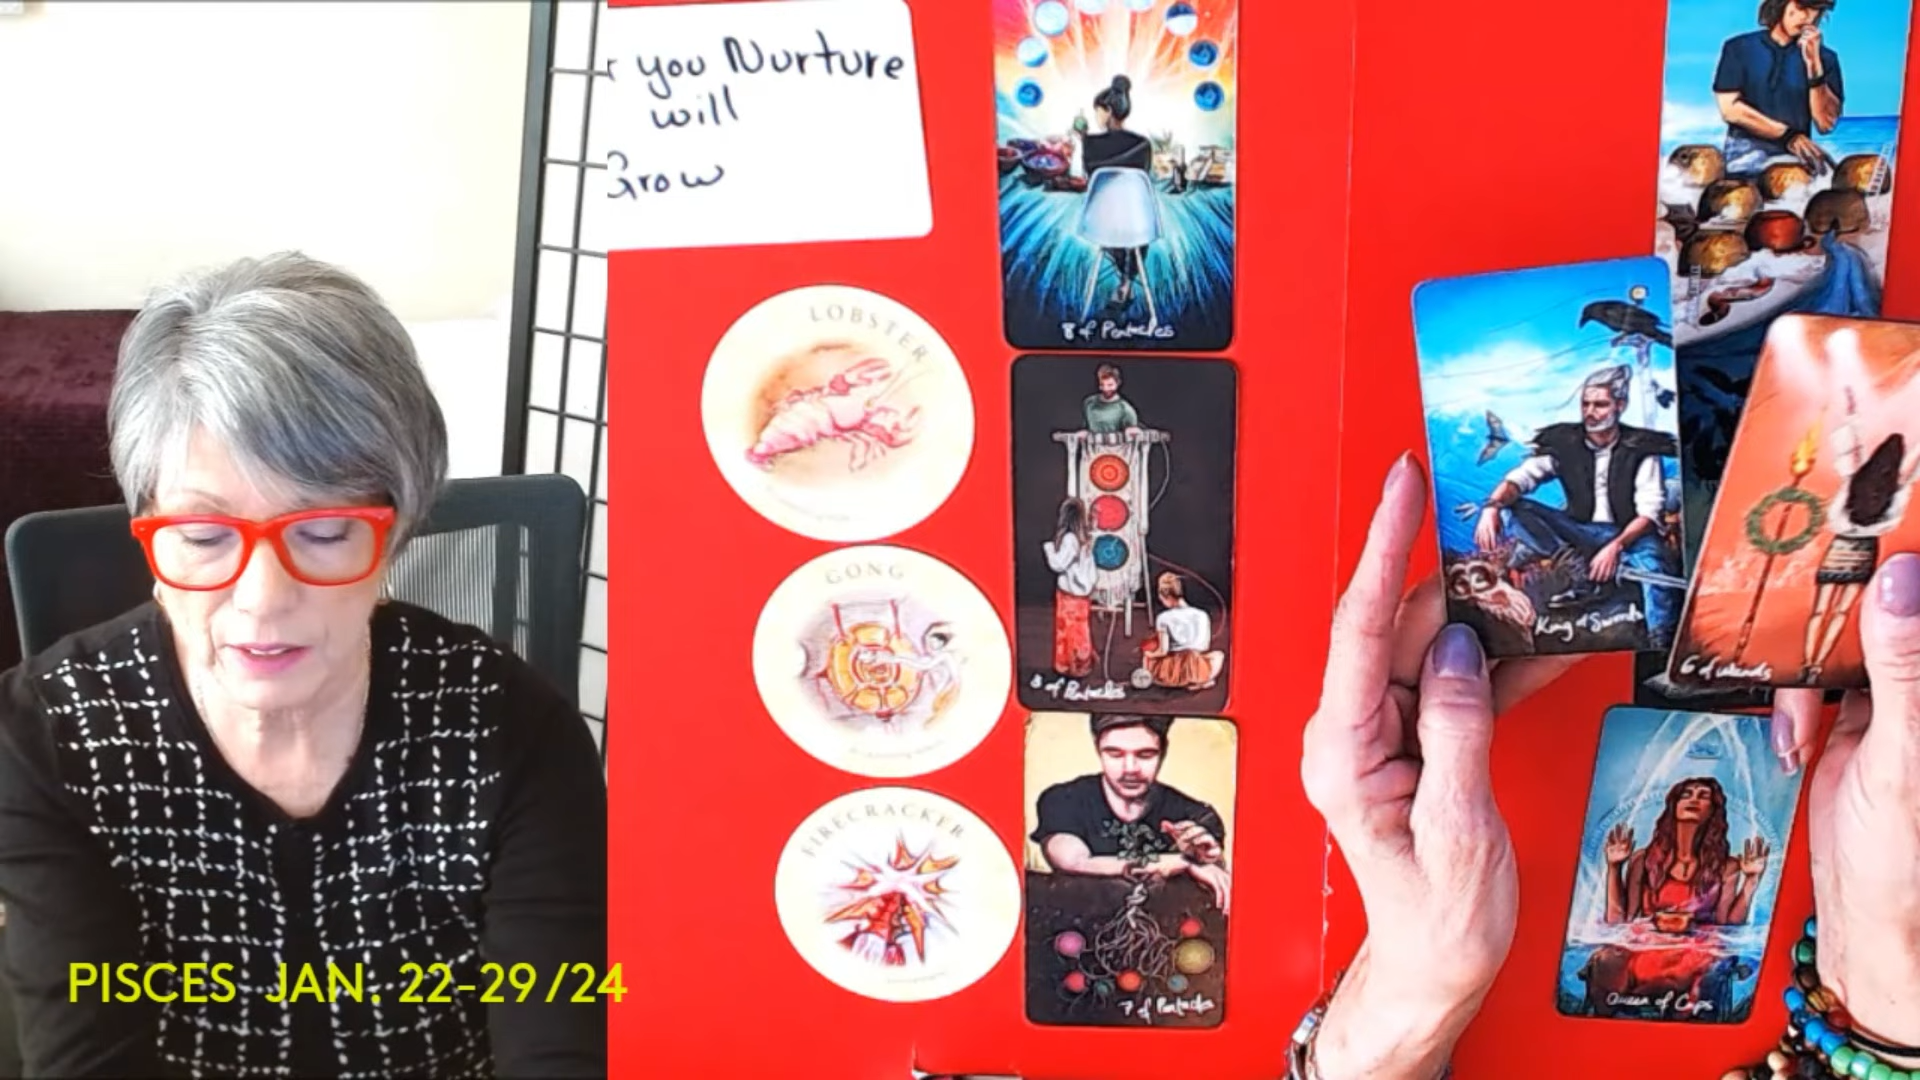 r you Nurture
will
Grow
8 of Pentacles
LOBSTER
King of Swords
6 of wands
8 of Pentacles
GONG
FIRECRACKER
7 of Pentacles
Queen of Cups
PISCES JAN. 22-29/24